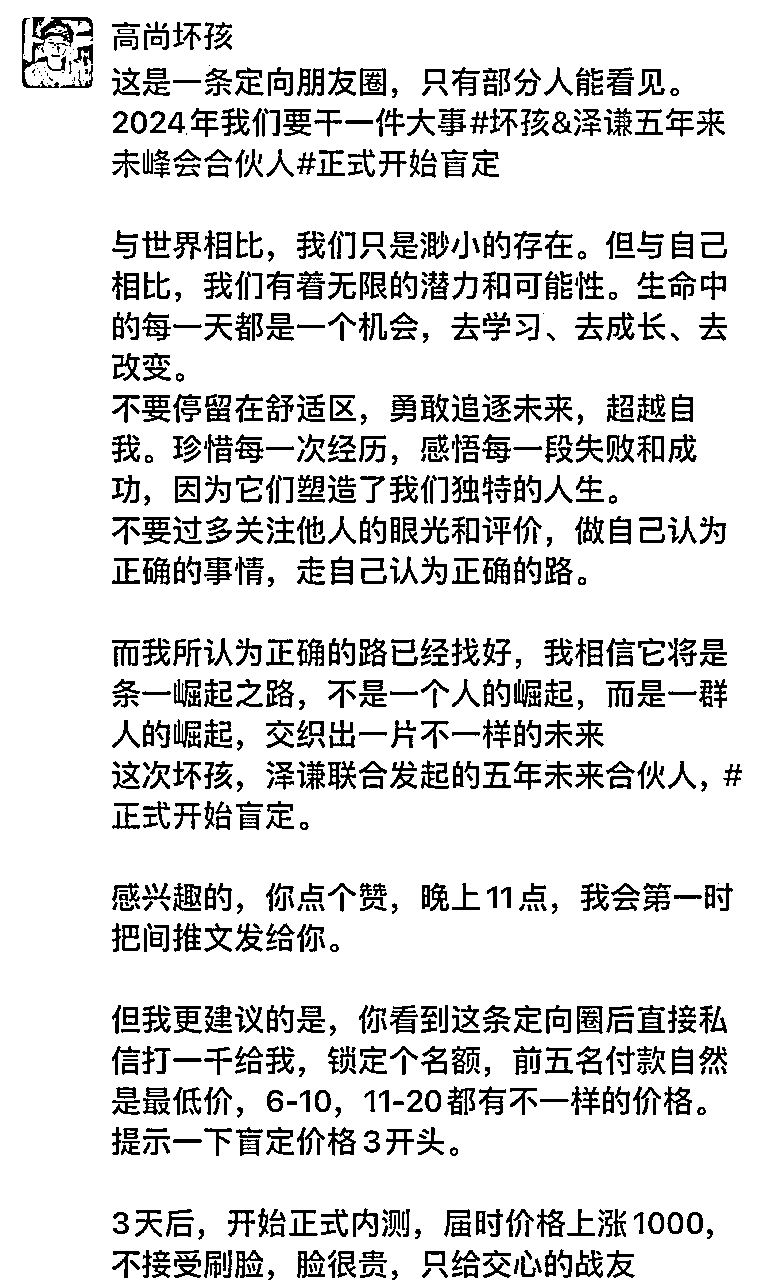 高尚坏孩
这是一条定向朋友圈，只有部分人能看见。
2024年我们要干一件大事#坏孩&泽谦五年来
未峰会合伙人#正式开始盲定
与世界相比，我们只是渺小的存在。但与自己
相比，我们有着无限的潜力和可能性。生命中
的每一天都是一个机会，去学习、去成长、去
改变。
不要停留在舒适区，勇敢追逐未来，超越自
我。珍惜每一次经历，感悟每一段失败和成
功，因为它们塑造了我们独特的人生。
不要过多关注他人的眼光和评价，做自己认为
正确的事情，走自己认为正确的路。
而我所认为正确的路已经找好，我相信它将是
条一崛起之路，不是一个人的崛起，而是一群
人的崛起，交织出一片不一样的未来
这次坏孩，泽谦联合发起的五年未来合伙人，#
正式开始盲定。
感兴趣的，你点个赞，晚上11点，我会第一时
把间推文发给你。
但我更建议的是，你看到这条定向圈后直接私
信打一千给我，锁定个名额，前五名付款自然
是最低价，6-10，11-20都有不一样的价格。
提示一下盲定价格3开头。
3天后，开始正式内测，届时价格上涨1000，
不接受刷脸，脸很贵，只给交心的战友